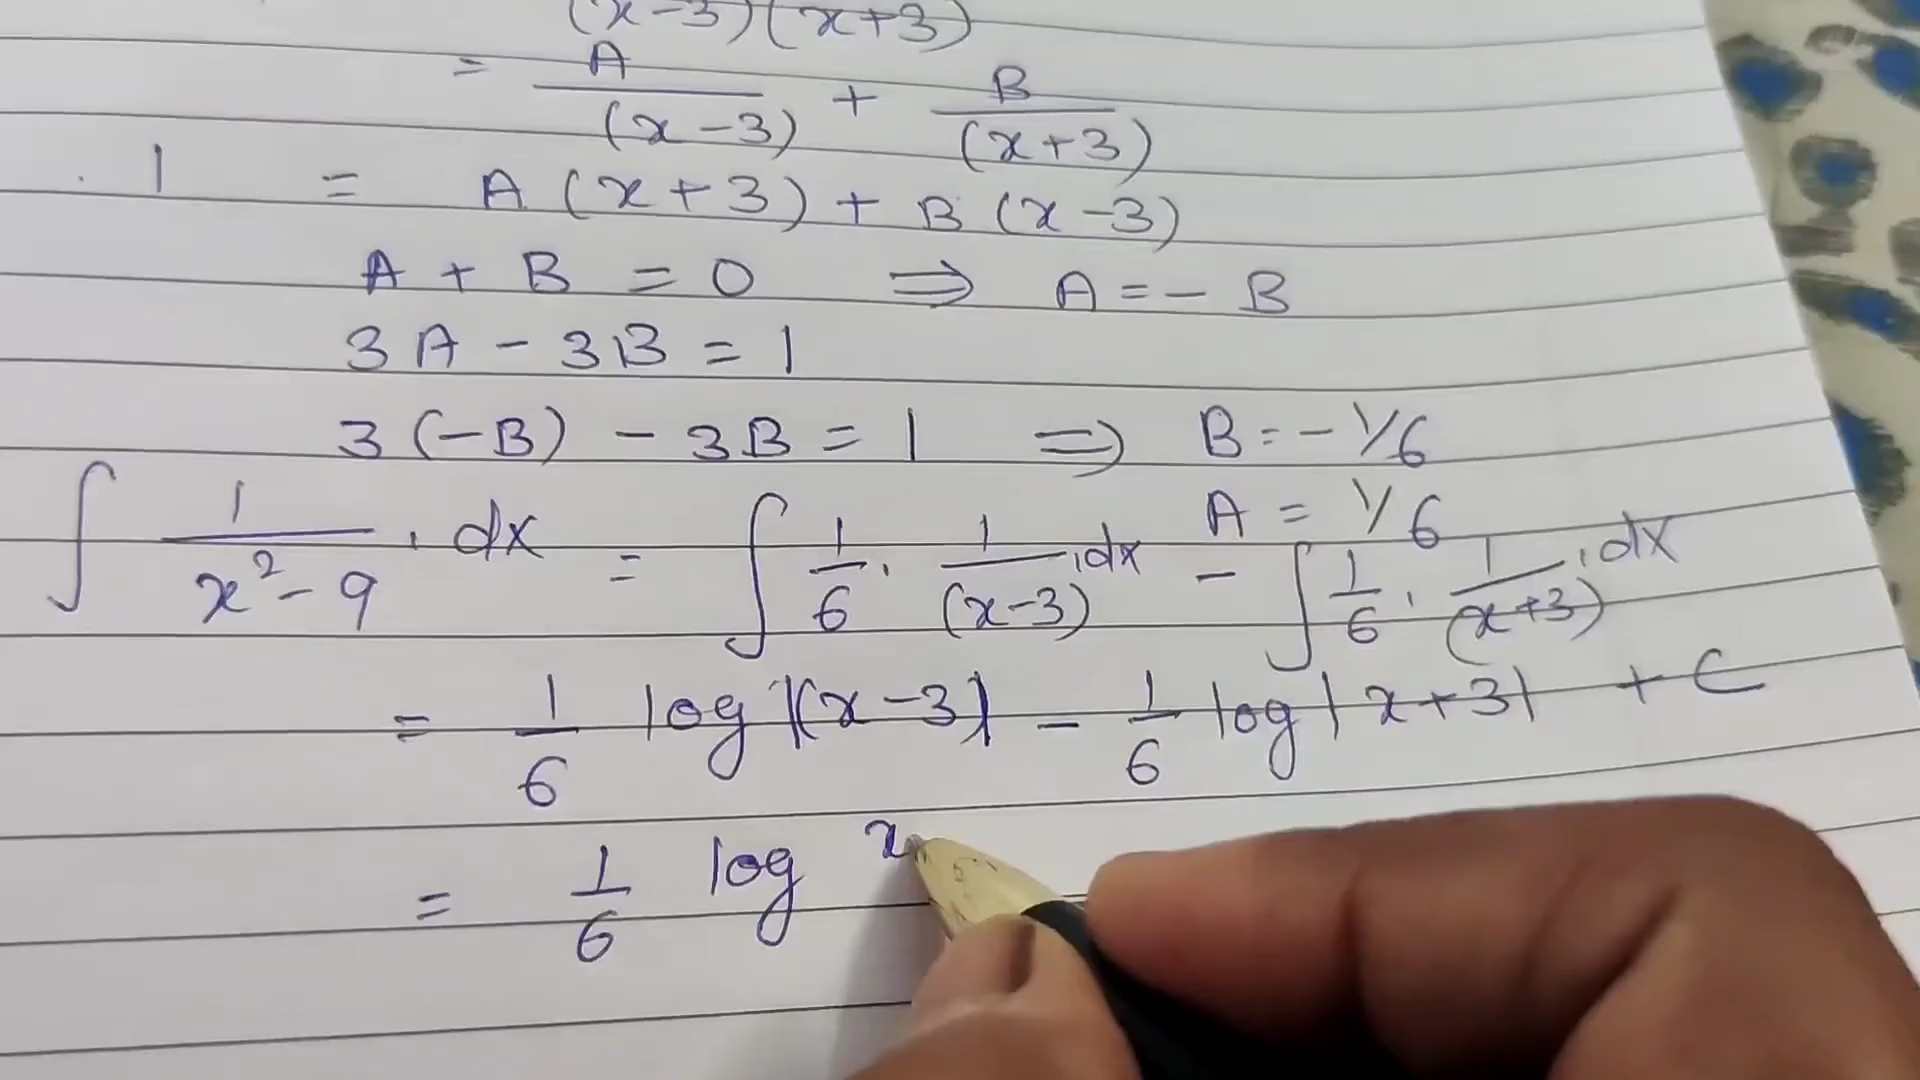 (x-3)(x+3)
= A/(x-3) + B/(x+3)
1 = A(x+3) + B(x-3)
A + B = 0 ⇒ A = - B
3A - 3B = 1
3(-B) - 3B = 1 ⇒ B = - 1/6
A = 1/6
∫ 1/(x²-9) . dx = ∫ 1/6 . 1/(x-3) . dx - ∫ 1/6 . 1/(x+3) . dx
= 1/6 log |(x-3)| - 1/6 log |x+3| + C
= 1/6 log x